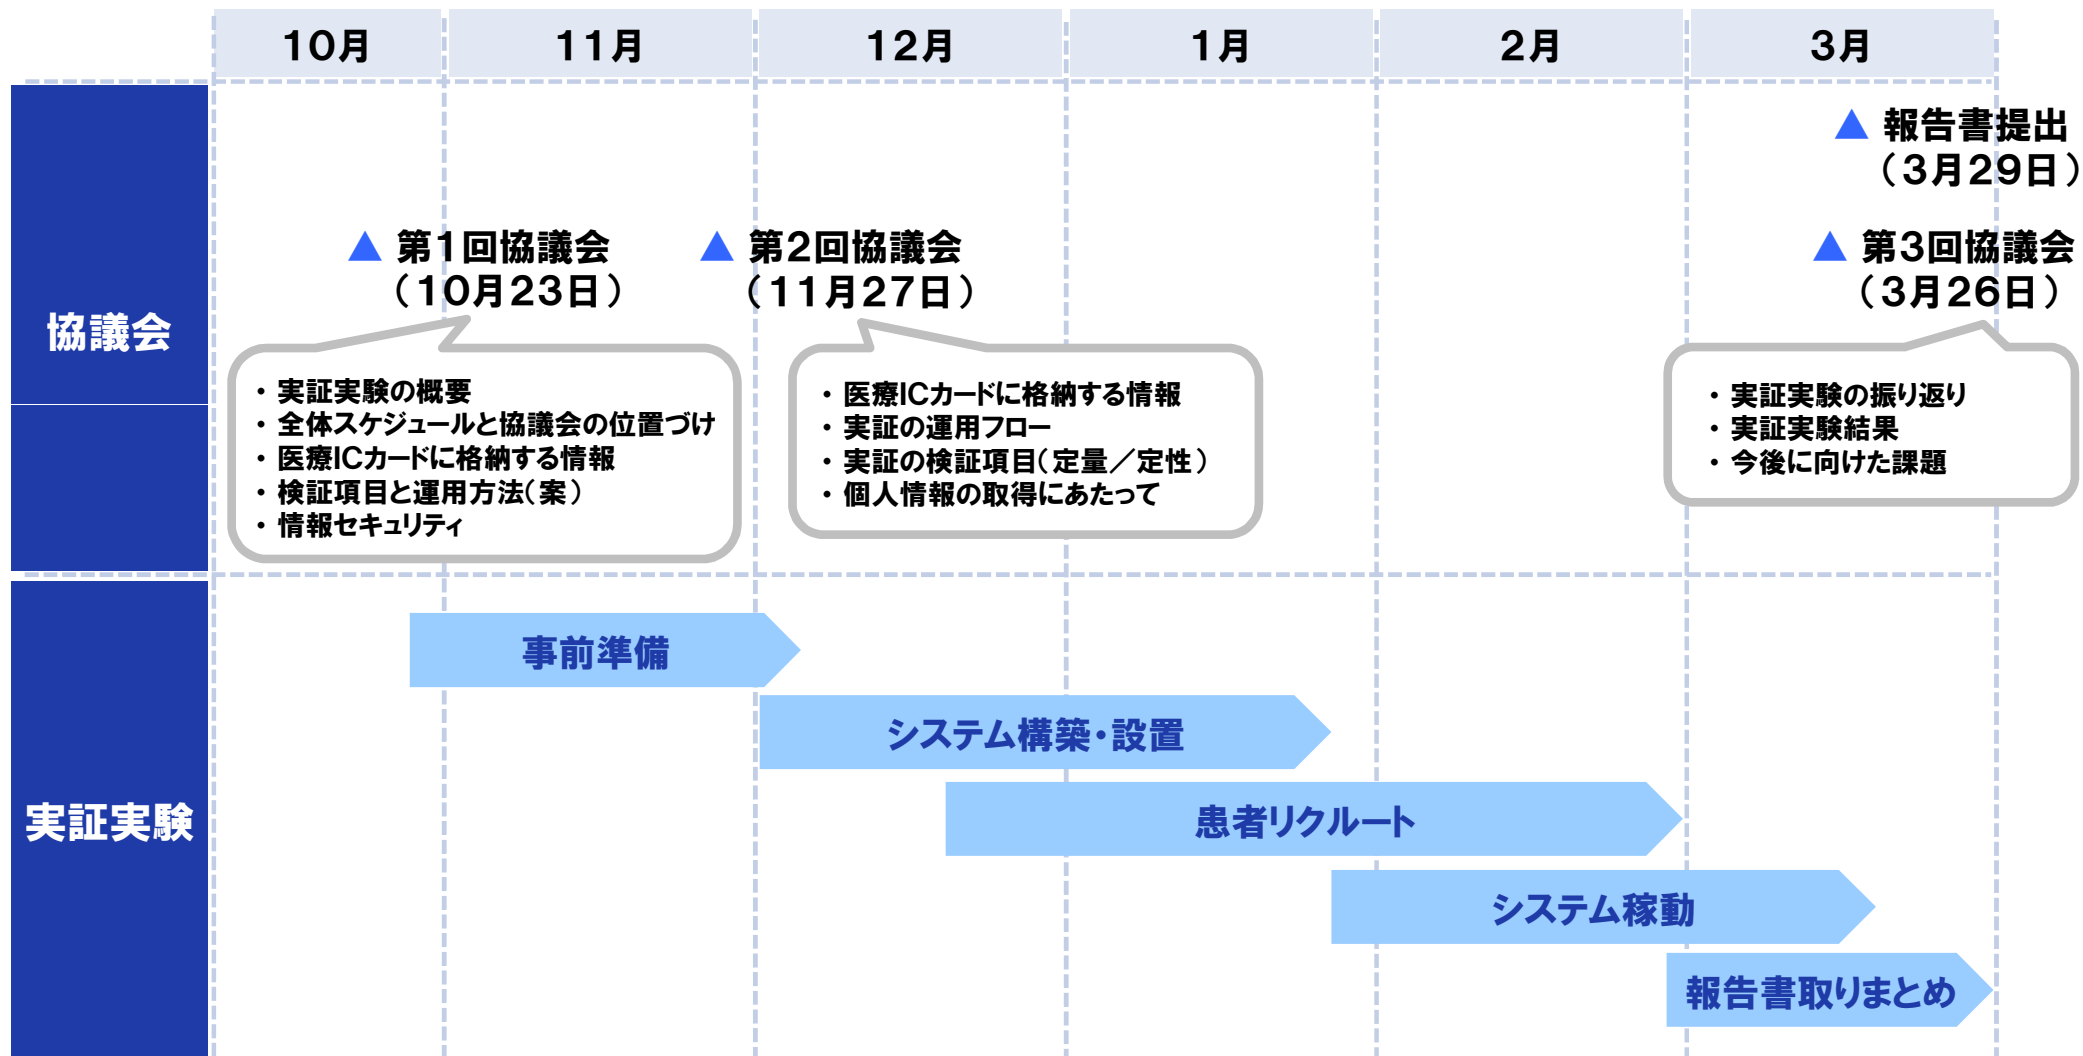 10月
11月
12月
1月
2月
3月
協議会
▲ 報告書提出
（3月29日）
▲ 第1回協議会
（10月23日）
▲ 第2回協議会
（11月27日）
▲ 第3回協議会
（3月26日）
・ 実証実験の概要
・ 全体スケジュールと協議会の位置づけ
・ 医療ICカードに格納する情報
・ 検証項目と運用方法（案）
・ 情報セキュリティ
・ 医療ICカードに格納する情報
・ 実証の運用フロー
・ 実証の検証項目（定量／定性）
・ 個人情報の取得にあたって
・ 実証実験の振り返り
・ 実証実験結果
・ 今後に向けた課題
実証実験
事前準備
システム構築・設置
患者リクルート
システム稼動
報告書取りまとめ